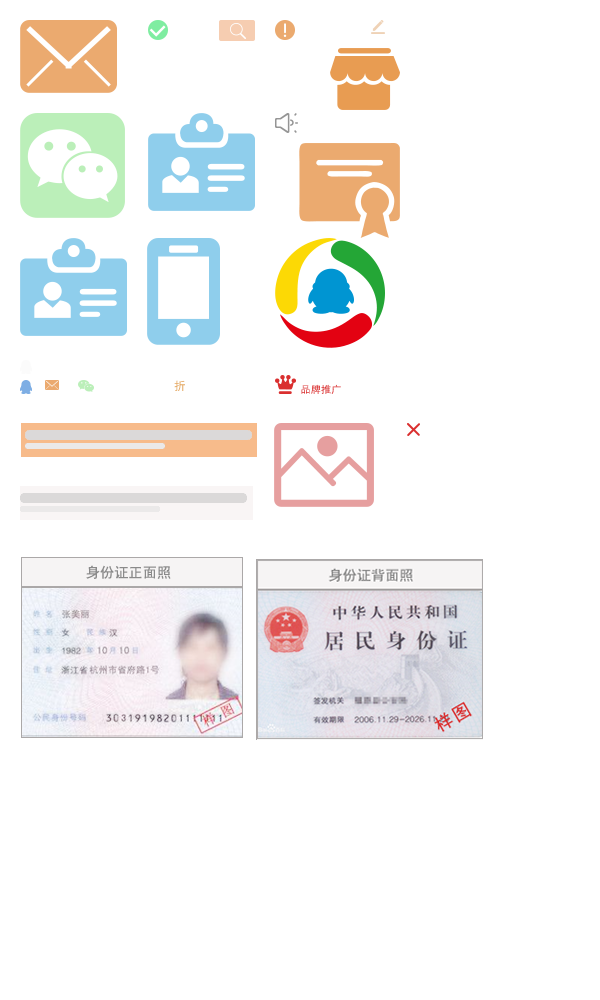 折
品牌推广
身份证正面照
姓名 张美丽
性别 女 民族 汉
出生 1982 年 10 月 10 日
住址 浙江省杭州市省府路1号
公民身份号码
样图
身份证背面照
中华人民共和国
居民身份证
签发机关
有效期限 2006.11.29-2026.11
样图